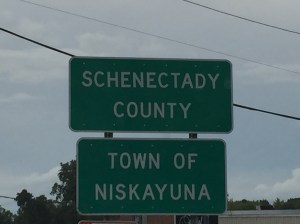 SCHENECTADY
COUNTY
TOWN OF
NISKAYUNA